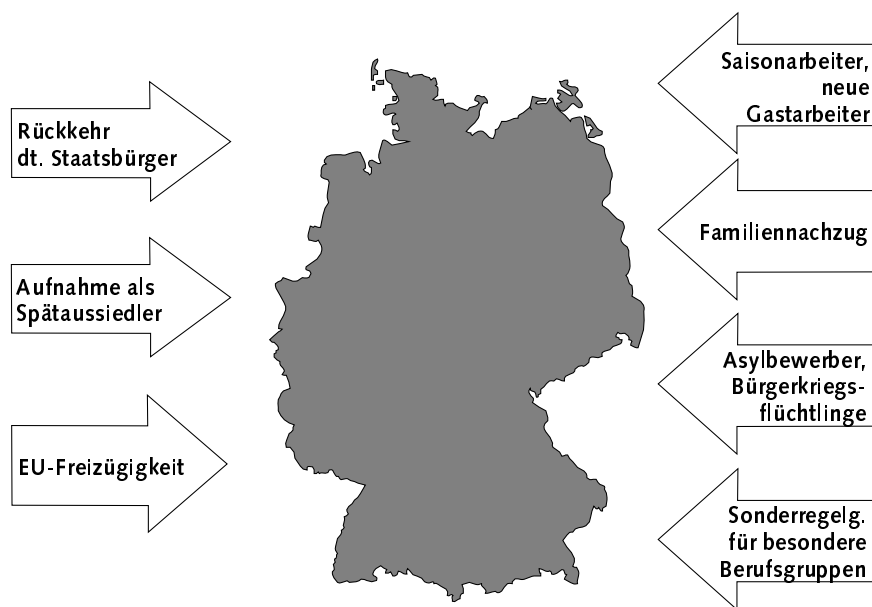 Rückkehr
dt. Staatsbürger
Aufnahme als
Spätaussiedler
EU-Freizügigkeit
Saisonarbeiter,
neue
Gastarbeiter
Familiennachzug
Asylbewerber,
Bürgerkriegs-
flüchtlinge
Sonderregelg.
für besondere
Berufsgruppen